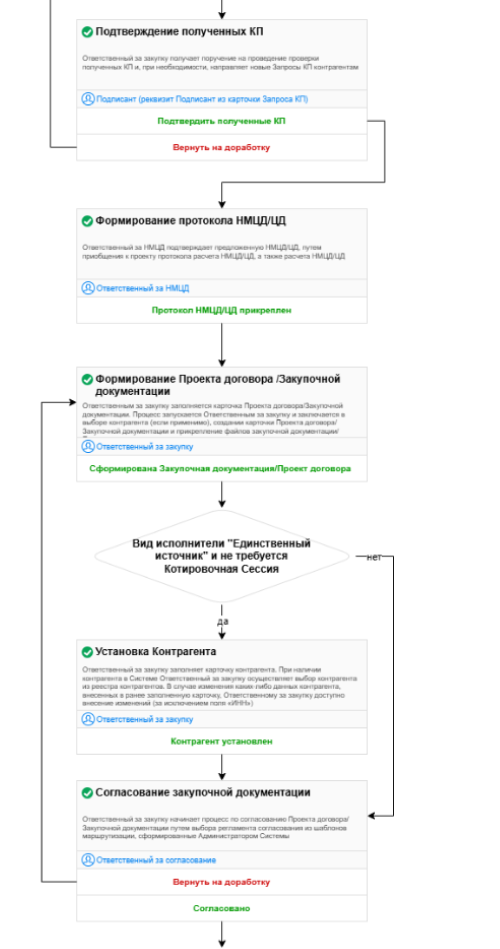 Подтверждение полученных КП
Ответственный за закупку получает поручение на проведение проверки
полученных КП и, при необходимости, направляет новые Запросы КП контрагентам
Подписант (реквизит Подписант из карточки Запроса КП)
Подтвердить полученные КП
Вернуть на доработку
Формирование протокола НМЦД/ЦД
Ответственный за НМЦД подтверждает предложенную НМЦД/ЦД, путем
приобщения к проекту протокола расчета НМЦД/ЦД, а также расчета НМЦД/ЦД
Ответственный за НМЦД
Протокол НМЦД/ЦД прикреплен
Формирование Проекта договора /Закупочной
документации
Ответственным за закупку заполняется карточка Проекта договора/Закупочной
документации. Процесс запускается Ответственным за закупку и заключается в
выборе контрагента (если применимо), создании карточки Проекта договора/
Закупочной документации и прикрепление файлов закупочной документации/
Ответственный за закупку
Сформирована Закупочная документация/Проект договора
Вид исполнители "Единственный
источник" и не требуется
Котировочная Сессия
нет
да
Установка Контрагента
Ответственный за закупку заполняет карточку контрагента. При наличии
контрагента в Системе Ответственный за закупку осуществляет выбор контрагента
из реестра контрагентов. В случае изменения каких-либо данных контрагента,
внесенных в ранее заполненную карточку, Ответственному за закупку доступно
внесение изменений (за исключением поля «ИНН»)
Ответственный за закупку
Контрагент установлен
Согласование закупочной документации
Ответственный за закупку начинает процесс по согласованию Проекта договора/
Закупочной документации путем выбора регламента согласования из шаблонов
маршрутизации, сформированные Администратором Системы
Ответственный за согласование
Вернуть на доработку
Согласовано